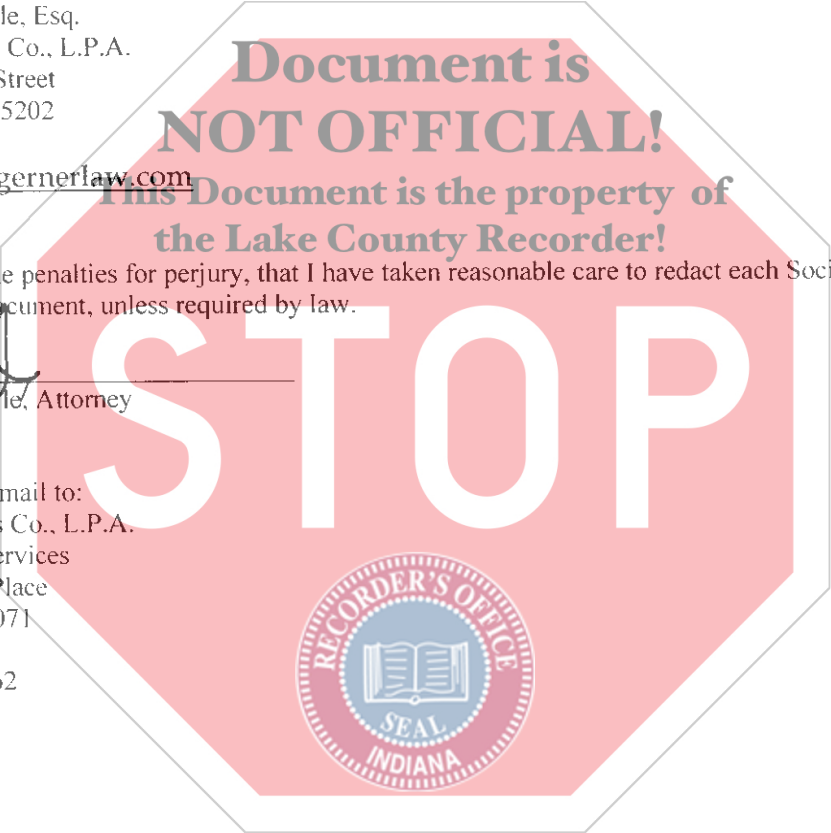 le, Esq.
Co., L.P.A.
Street
5202
Document is
NOT OFFICIAL!
gernerlaw.com
This Document is the property of
the Lake County Recorder!
e penalties for perjury, that I have taken reasonable care to redact each Soci
cument, unless required by law.
STOP
le, Attorney
mail to:
s Co., L.P.A.
ervices
Place
071
62
RECORDER'S OFFICE
SEAL
INDIANA